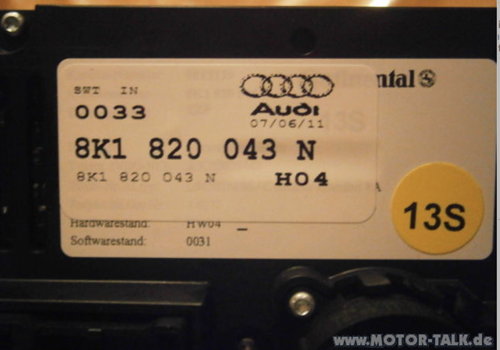 SWT IN
ntal
0033
Audi
07/06/11
13S
8K1 820 043 N
8K1 820 043 N
H04
A
13S
Hardwarestand: HW04
Softwarestand: 0031
www.MOTOR-TALK.de